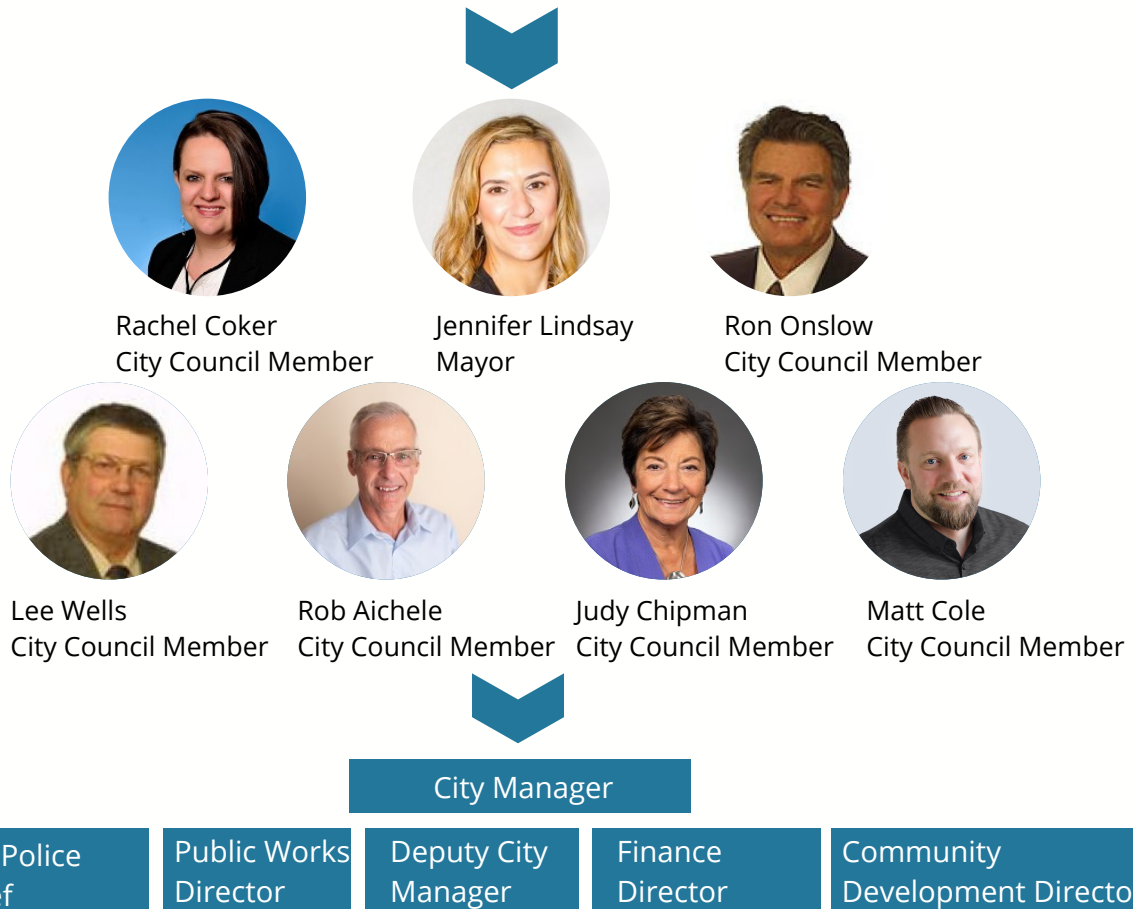 Rachel Coker
City Council Member
Jennifer Lindsay
Mayor
Ron Onslow
City Council Member
Lee Wells
City Council Member
Rob Aichele
City Council Member
Judy Chipman
City Council Member
Matt Cole
City Council Member
City Manager
Police
Public Works
Director
Deputy City
Manager
Finance
Director
Community
Development